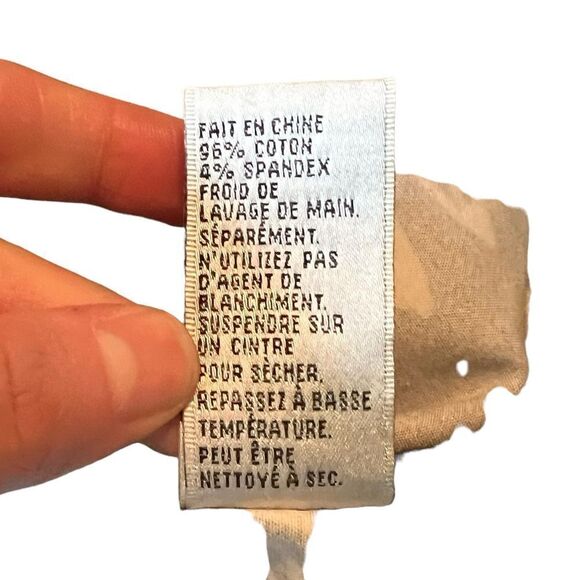 FAIT EN CHINE
96% COTON
4% SPANDEX
FROID DE
LAVAGE DE MAIN.
SÉPARÉMENT.
N'UTILIZEZ PAS
D'AGENT DE
BLANCHIMENT.
SUSPENDRE SUR
UN CINTRE
POUR SÉCHER.
REPASSEZ À BASSE
TEMPÉRATURE.
PEUT ÊTRE
NETTOYÉ À SEC.